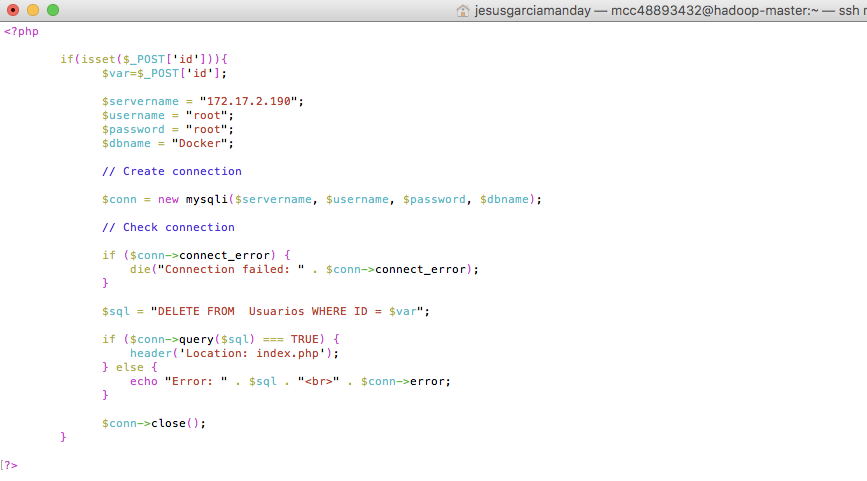 jesusgarciamanday — mcc48893432@hadoop-master:~ — ssh
<?php
if(isset($_POST['id'])){
$var=$_POST['id'];
$servername = "172.17.2.190";
$username = "root";
$password = "root";
$dbname = "Docker";
// Create connection
$conn = new mysqli($servername, $username, $password, $dbname);
// Check connection
if ($conn->connect_error) {
die("Connection failed: " . $conn->connect_error);
}
$sql = "DELETE FROM  Usuarios WHERE ID = $var";
if ($conn->query($sql) === TRUE) {
header('Location: index.php');
} else {
echo "Error: " . $sql . "<br>" . $conn->error;
}
$conn->close();
}
?>